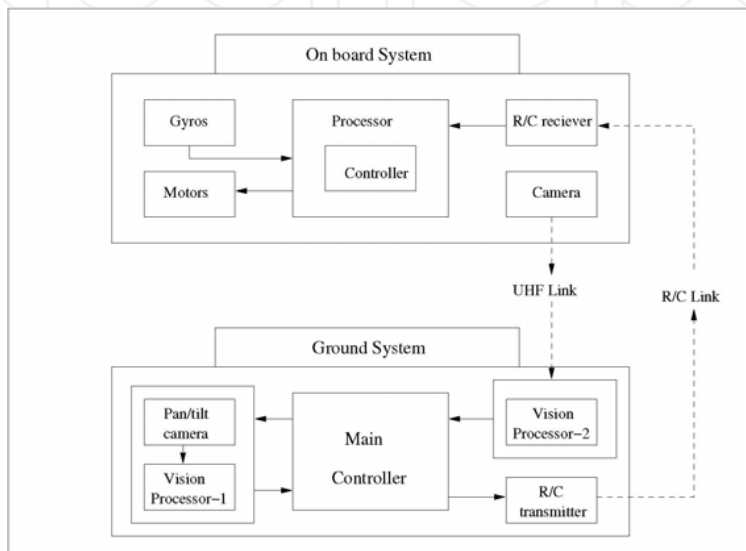 On board System
Gyros
Processor
R/C reciever
Controller
Motors
Camera
UHF Link
R/C Link
Ground System
Pan/tilt
camera
Main
Controller
Vision
Processor-2
Vision
Processor-1
R/C
transmitter